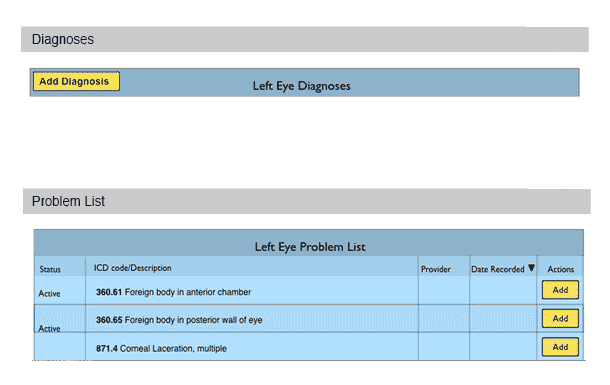 Diagnoses
Add Diagnosis
Left Eye Diagnoses
Problem List
Left Eye Problem List
Status ICD code/Description Provider Date Recorded ▼ Actions
Active 360.61 Foreign body in anterior chamber Add
Active 360.65 Foreign body in posterior wall of eye Add
871.4 Corneal Laceration, multiple Add